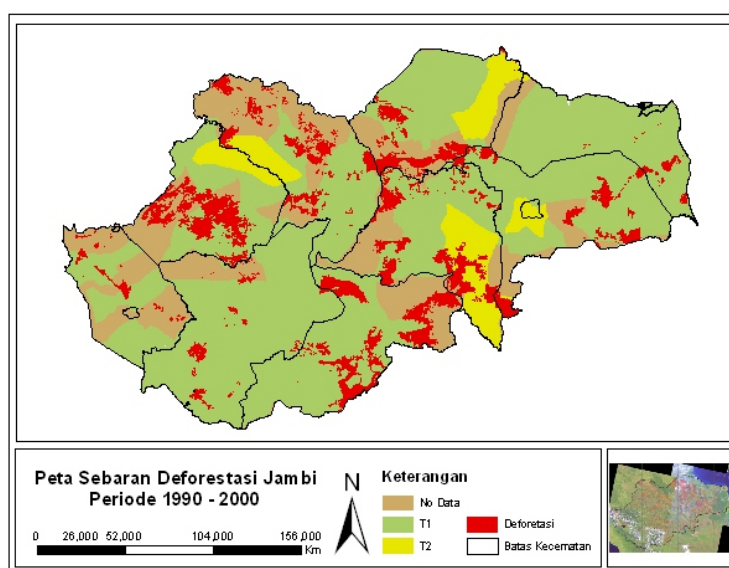 Peta Sebaran Deforestasi Jambi
Periode 1990 - 2000
0 26,000 52,000 104,000 156,000
Km
N
Keterangan
No Data
T1
T2
Deforetasi
Batas Kecematan